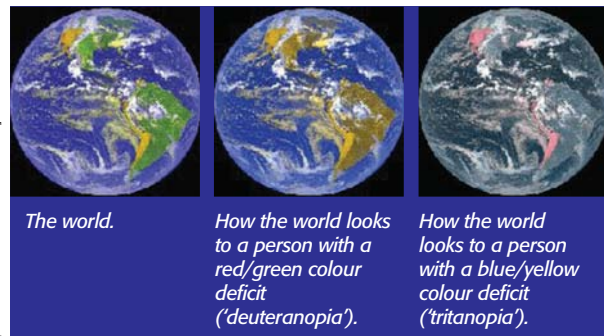 The world.
How the world looks
to a person with a
red/green colour
deficit
(‘deuteranopia’).
How the world
looks to a person
with a blue/yellow
colour deficit
(‘tritanopia’).